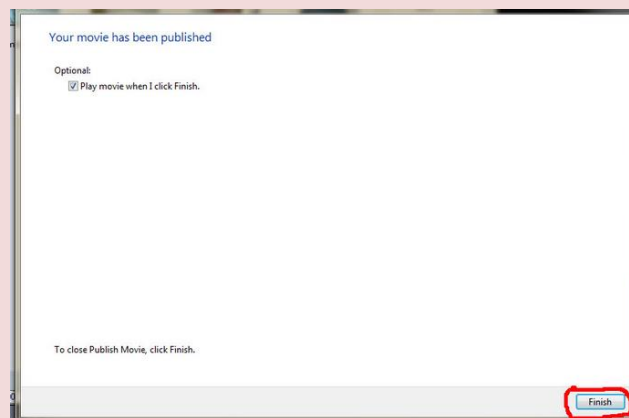 Your movie has been published
Optional:
Play movie when I click Finish.
To close Publish Movie, click Finish.
Finish